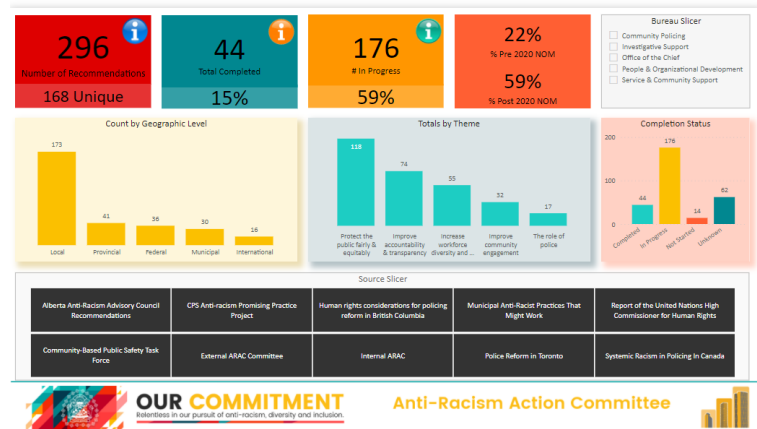 296
Number of Recommendations
168 Unique
44
Total Completed
15%
176
# In Progress
59%
22%
% Pre 2020 NOM
59%
% Post 2020 NOM
Bureau Slicer
Community Policing
Investigative Support
Office of the Chief
People & Organizational Development
Service & Community Support
Count by Geographic Level
173
41
36
30
16
Local
Provincial
Federal
Municipal
International
Totals by Theme
118
74
55
32
17
Protect the
public fairly &
equitably
Improve
accountability
& transparency
Increase
workforce
diversity and ...
Improve
community
engagement
The role of
police
Completion Status
200
100
0
44
176
14
62
Completed
In Progress
Not Started
Unknown
Source Slicer
Alberta Anti-Racism Advisory Council
Recommendations
CPS Anti-racism Promising Practice
Project
Human rights considerations for policing
reform in British Columbia
Municipal Anti-Racist Practices That
Might Work
Report of the United Nations High
Commissioner for Human Rights
Community-Based Public Safety Task
Force
External ARAC Committee
Internal ARAC
Police Reform in Toronto
Systemic Racism in Policing In Canada
OUR COMMITMENT
Relentless in our pursuit of anti-racism, diversity and inclusion.
Anti-Racism Action Committee